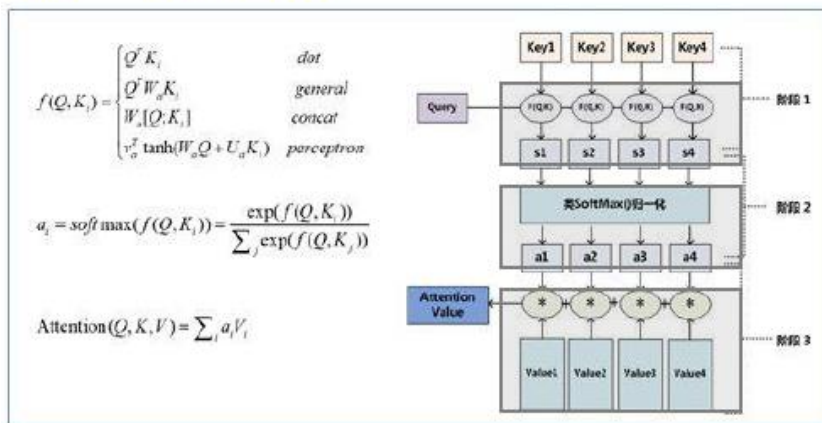 f(Q,K_i) = { Q^T K_i dot
Q^T W_a K_i general
W_a[Q;K_i] concat
v_a^T tanh(W_a Q + U_a K_i) perceptron
a_i = softmax(f(Q,K_i)) = exp(f(Q,K_i)) / ∑_j exp(f(Q,K_j))
Attention(Q,K,V) = ∑_i a_i V_i
Key1 Key2 Key3 Key4
Query F(Q,K) F(Q,K) F(Q,K) F(Q,K) 阶段 1
s1 s2 s3 s4
类SoftMax()归一化 阶段 2
a1 a2 a3 a4
Attention
Value
* * * *
阶段 3
Value1 Value2 Value3 Value4